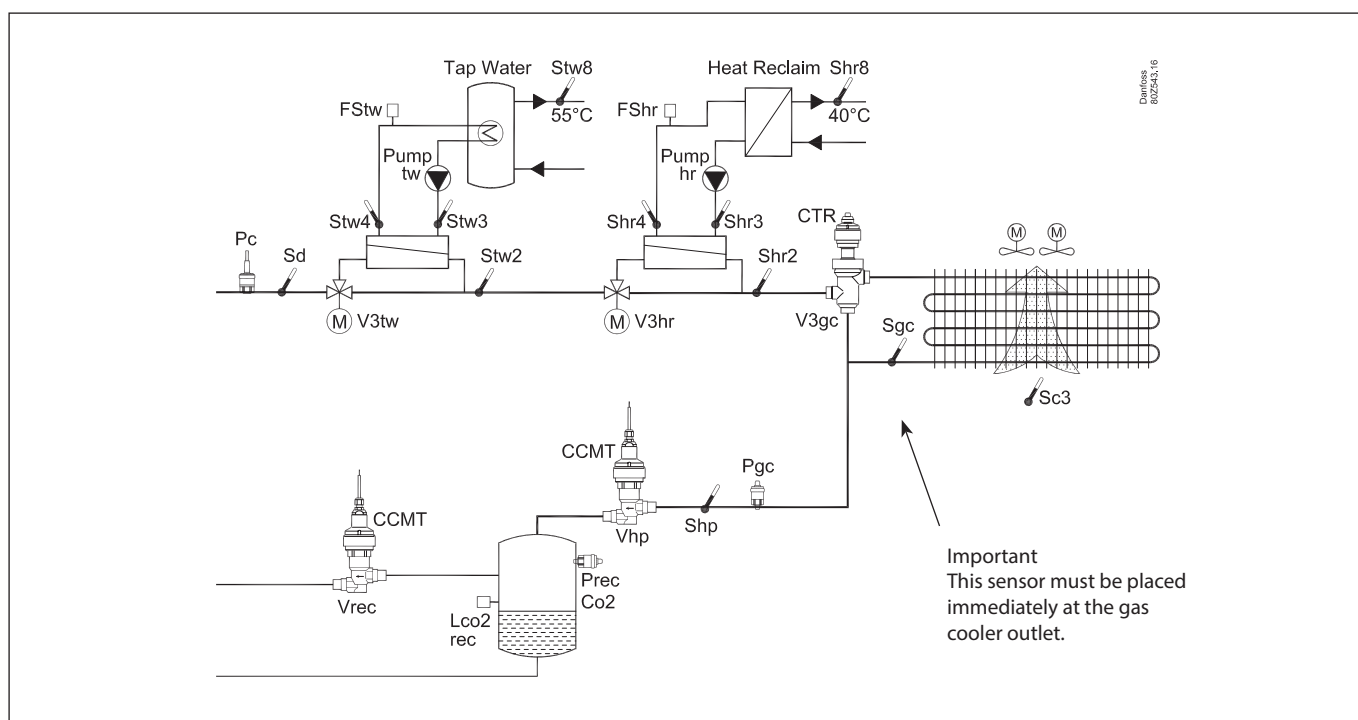 Tap Water
Stw8
FStw
55°C
Pump
tw
Stw4
Stw3
Pc
Sd
Stw2
M
V3tw
Heat Reclaim
Shr8
FShr
40°C
Pump
hr
Shr4
Shr3
Shr2
M
V3hr
CTR
V3gc
M
M
Sgc
Sc3
Danfoss
80Z543.16
CCMT
Pgc
Shp
Vhp
CCMT
Vrec
Prec
Co2
Lco2
rec
Important
This sensor must be placed
immediately at the gas
cooler outlet.